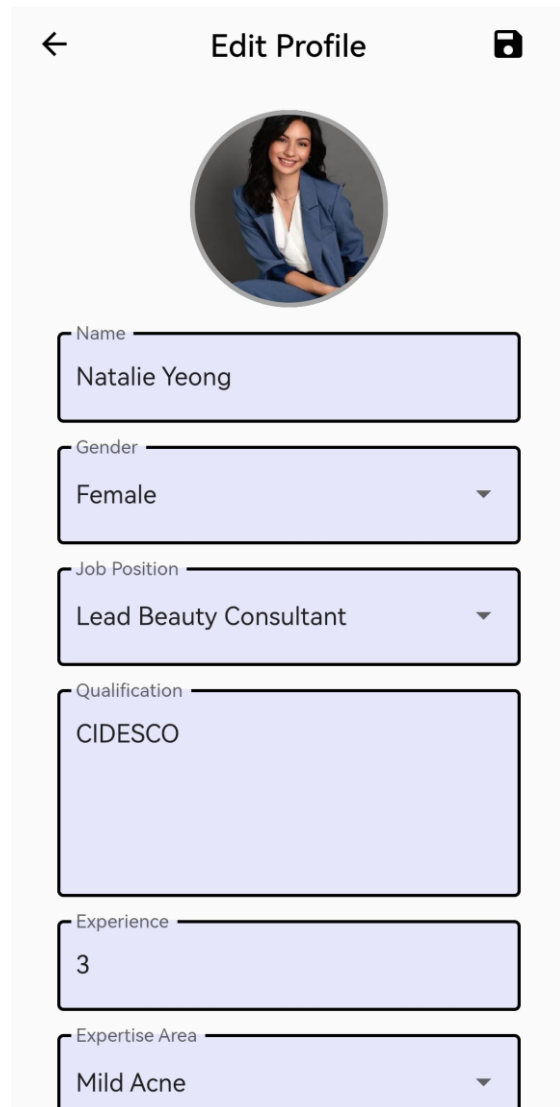 Edit Profile
Name
Natalie Yeong
Gender
Female
Job Position
Lead Beauty Consultant
Qualification
CIDESCO
Experience
3
Expertise Area
Mild Acne